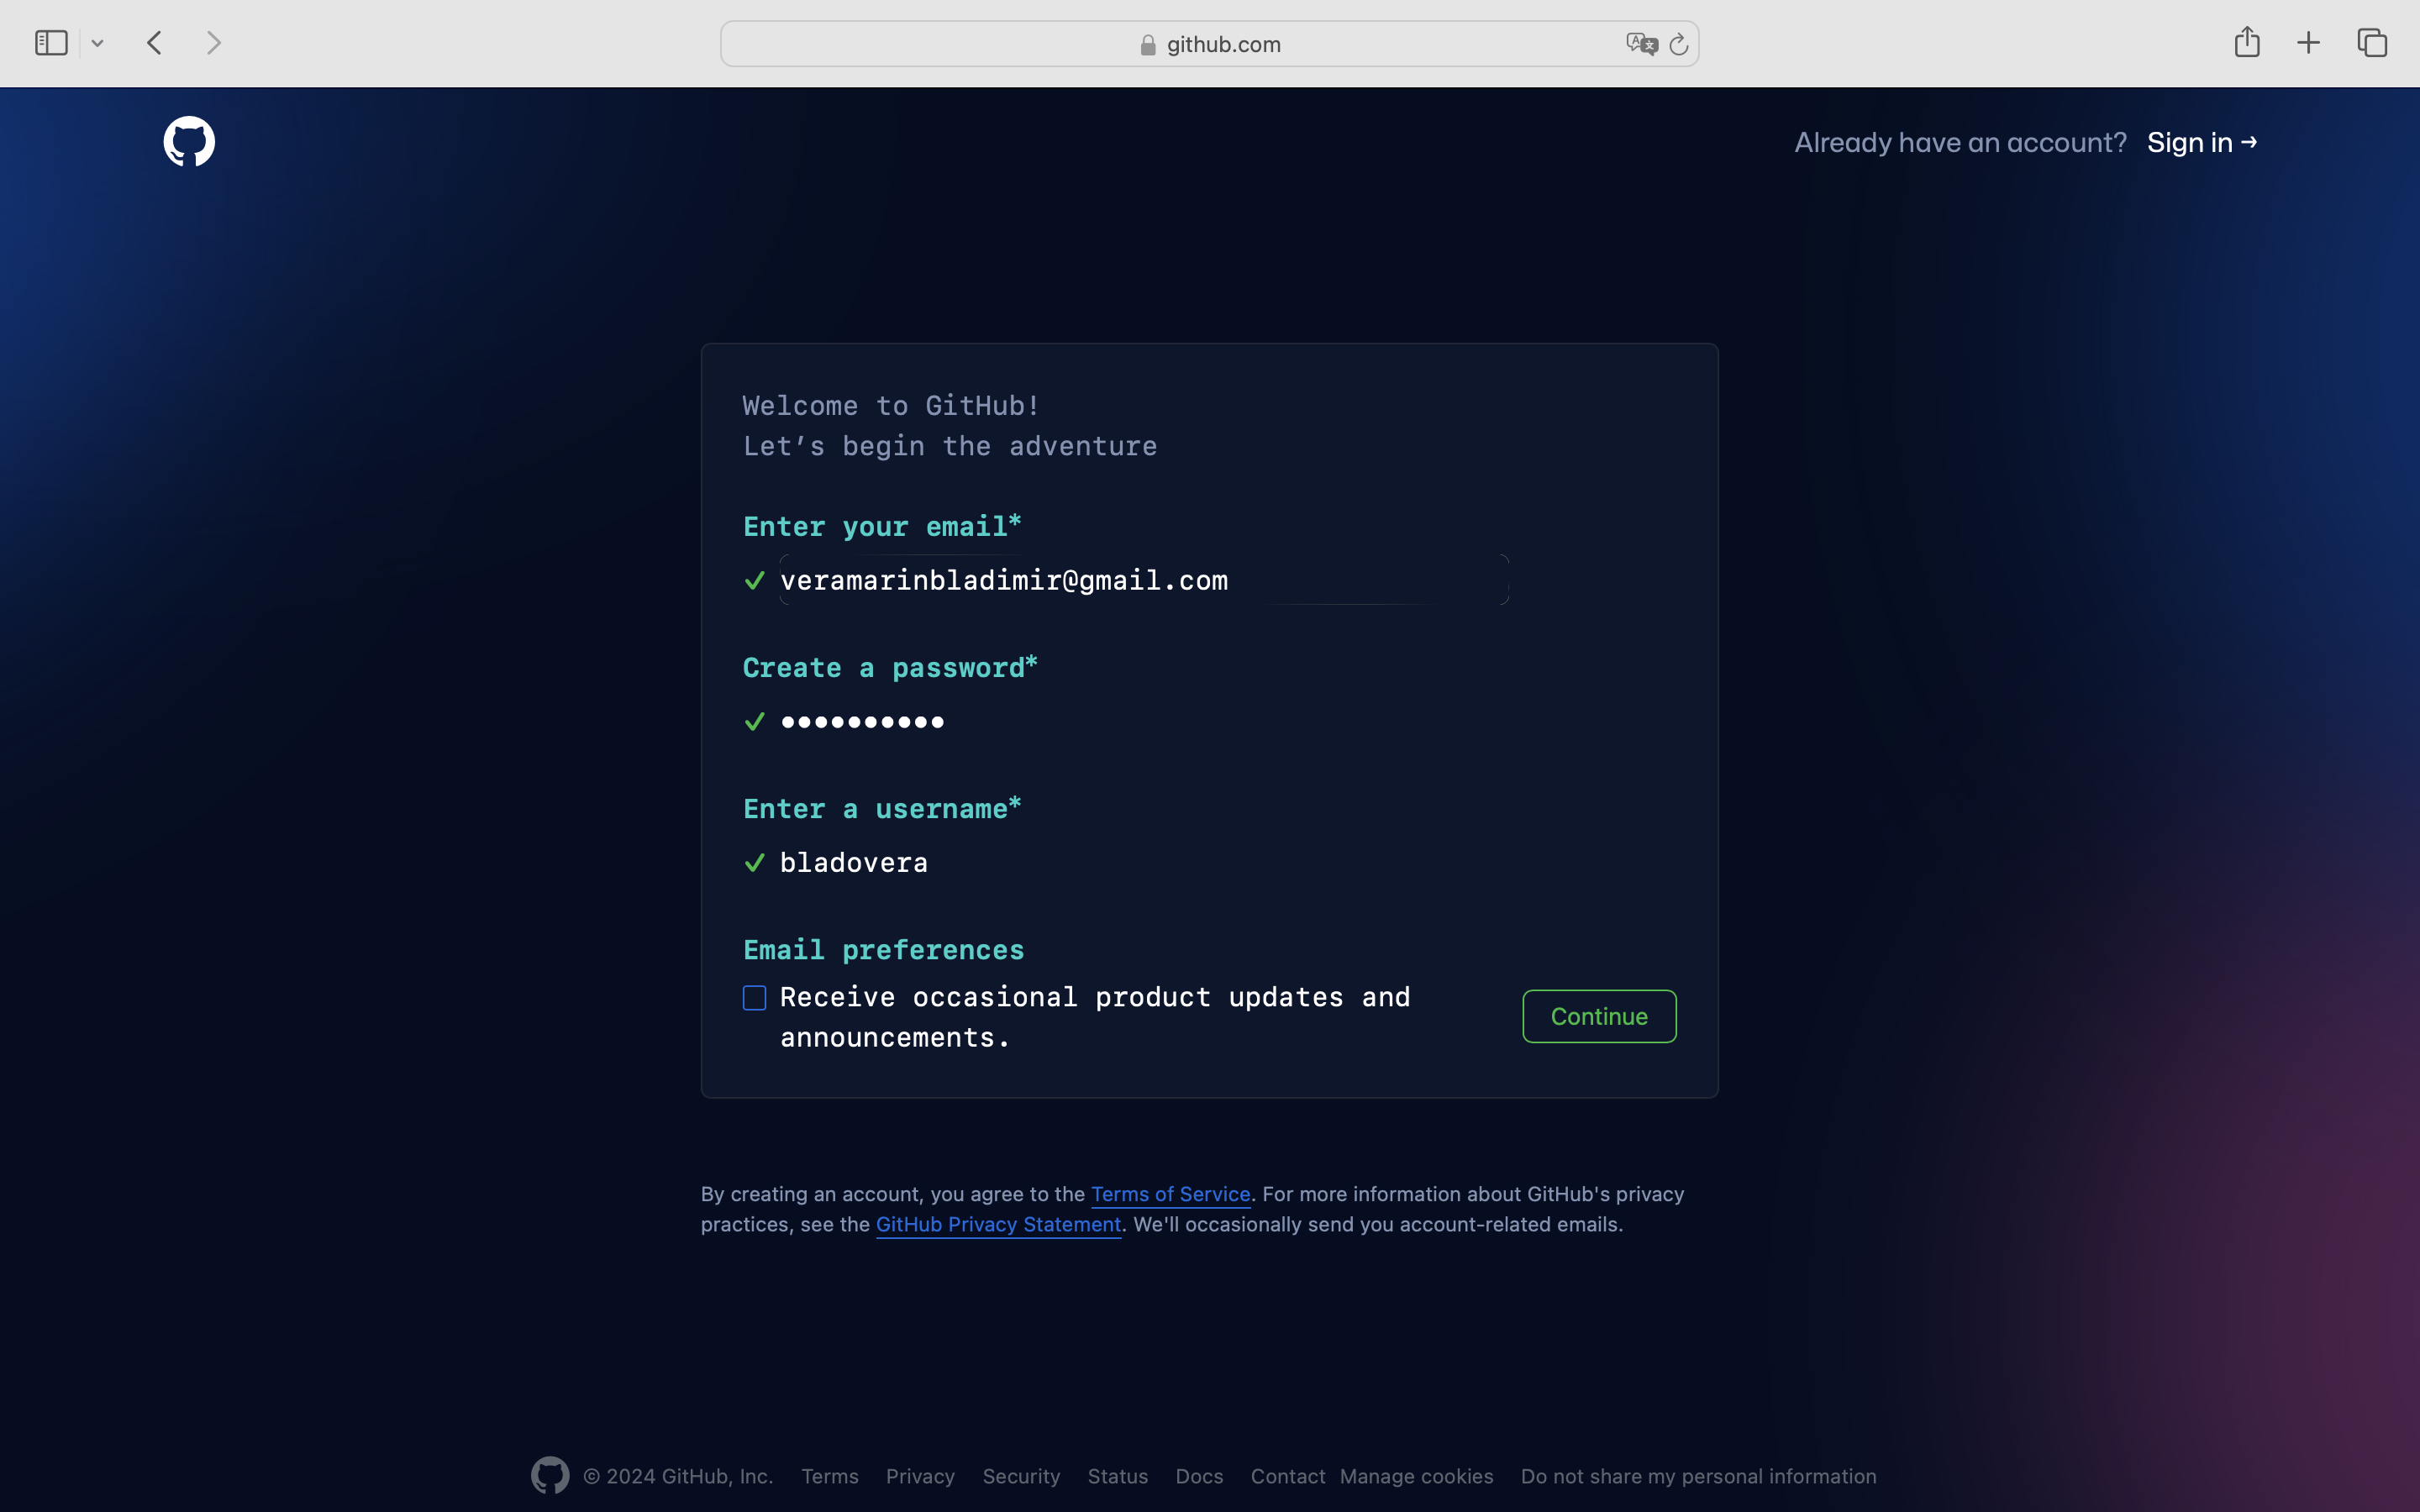 github.com
Already have an account? Sign in →
Welcome to GitHub!
Let’s begin the adventure
Enter your email*
✓ veramarinbladimir@gmail.com
Create a password*
✓ ●●●●●●●●●●
Enter a username*
✓ bladovera
Email preferences
Receive occasional product updates and
announcements.
Continue
By creating an account, you agree to the Terms of Service. For more information about GitHub's privacy
practices, see the GitHub Privacy Statement. We'll occasionally send you account-related emails.
© 2024 GitHub, Inc. Terms Privacy Security Status Docs Contact Manage cookies Do not share my personal information